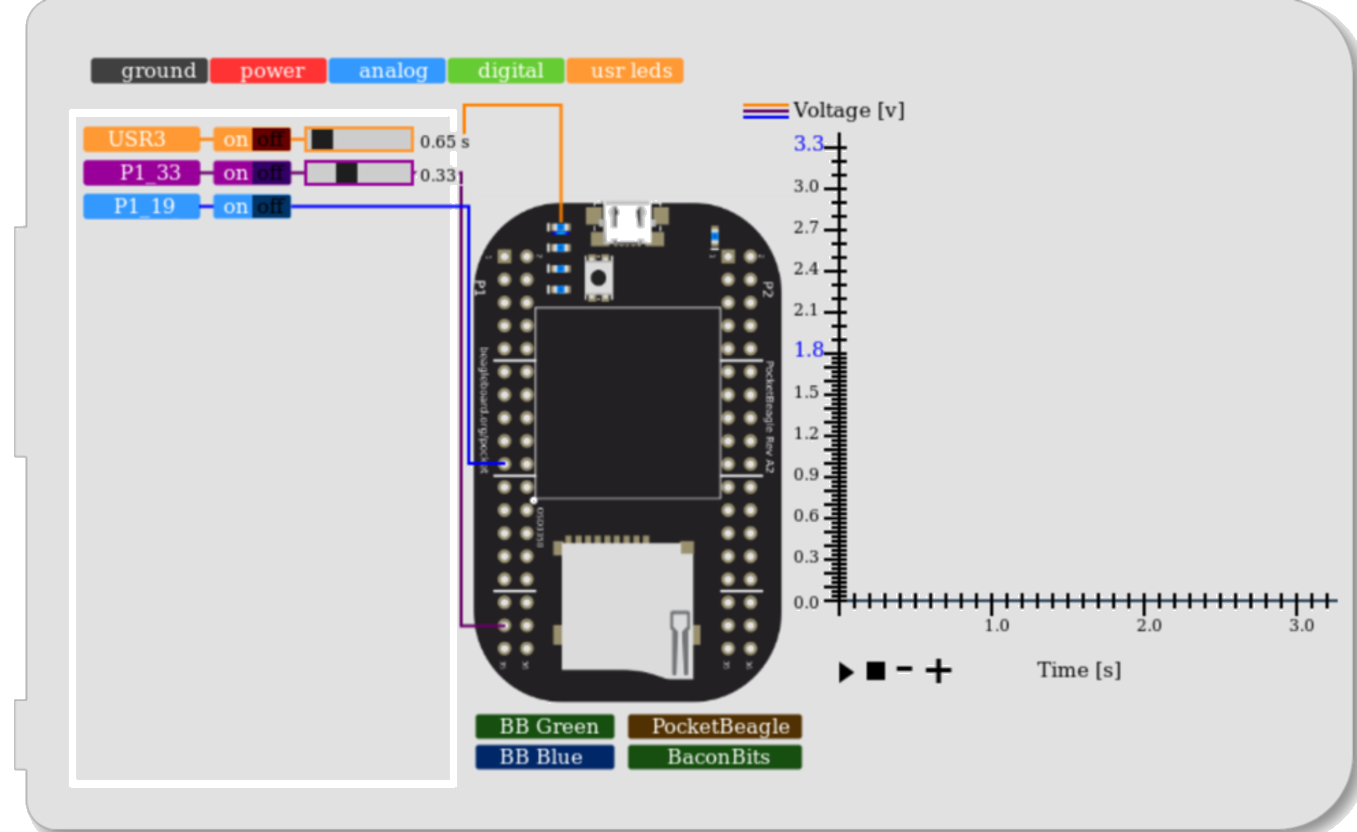 ground power analog digital usr leds
USR3 on off 0.65 s
P1_33 on off 0.33
P1_19 on off
P1
P2
beagleboard.org/pocket
PocketBeagle Rev A2
OSD3358
BB Green PocketBeagle
BB Blue BaconBits
Voltage [v]
3.3
3.0
2.7
2.4
2.1
1.8
1.5
1.2
0.9
0.6
0.3
0.0
1.0 2.0 3.0
Time [s]